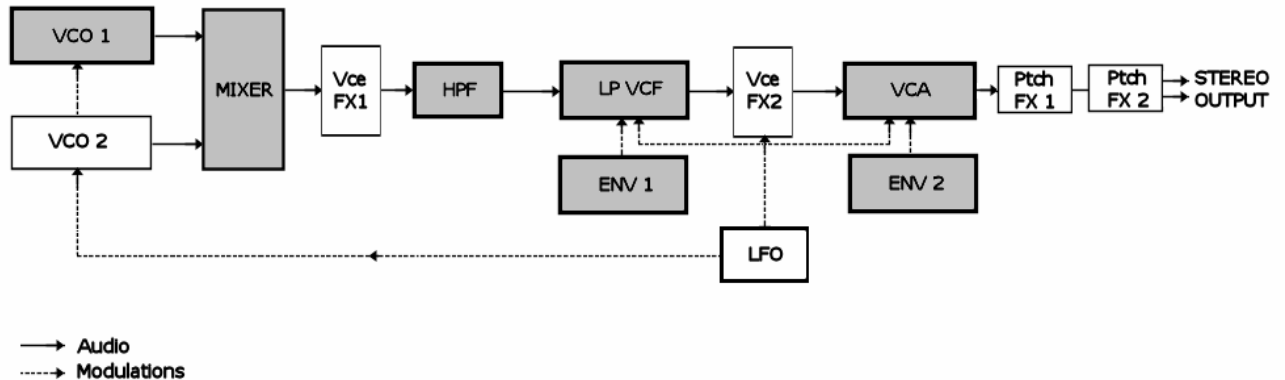 VCO 1
VCO 2
MIXER
Vce
FX1
HPF
LP VCF
Vce
FX2
VCA
Ptch
FX 1
Ptch
FX 2
STEREO
OUTPUT
ENV 1
ENV 2
LFO
Audio
Modulations